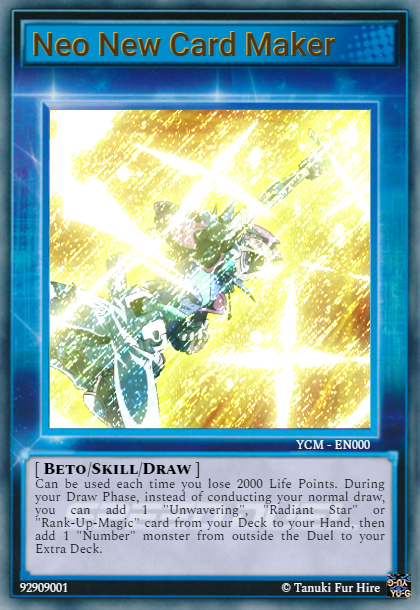 Neo New Card Maker
YCM - EN000
[ BETO/SKILL/DRAW ]
Can be used each time you lose 2000 Life Points. During
your Draw Phase, instead of conducting your normal draw,
you can add 1 "Unwavering", "Radiant Star" or
"Rank-Up-Magic" card from your Deck to your Hand, then
add 1 "Number" monster from outside the Duel to your
Extra Deck.
92909001
© Tanuki Fur Hire
YU-G